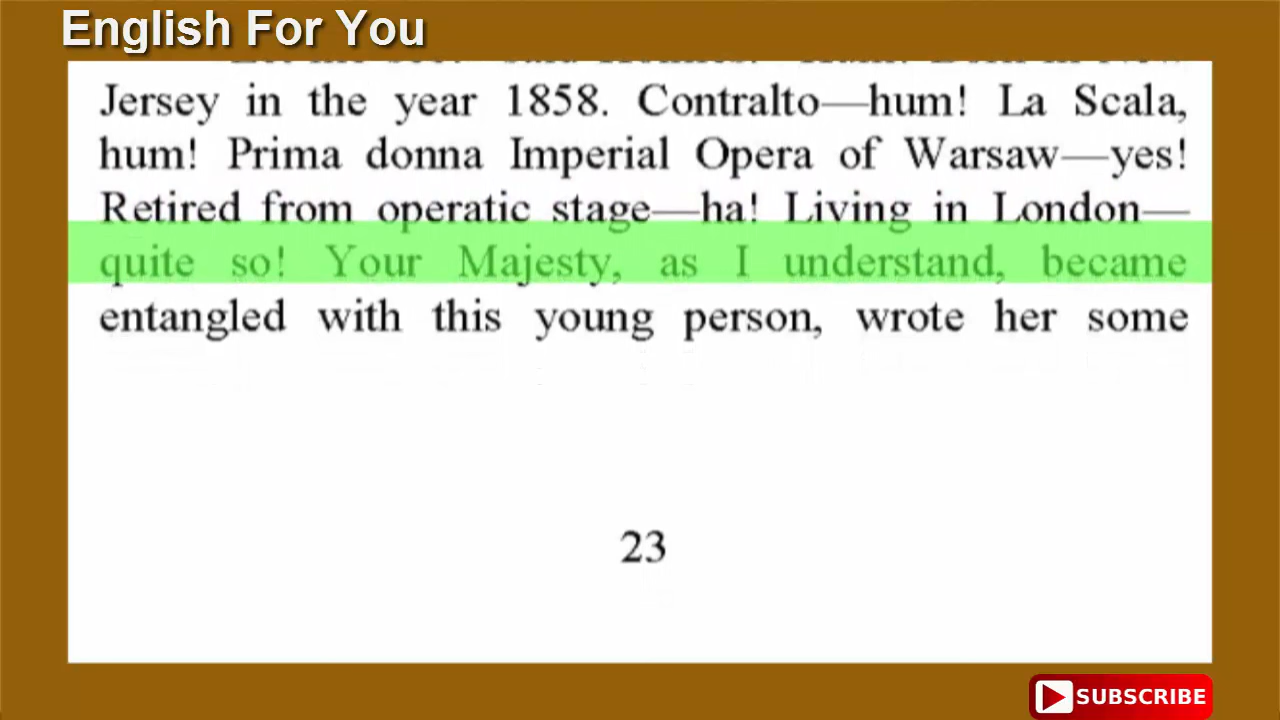 English For You
Jersey in the year 1858. Contralto—hum! La Scala,
hum! Prima donna Imperial Opera of Warsaw—yes!
Retired from operatic stage—ha! Living in London—
quite so! Your Majesty, as I understand, became
entangled with this young person, wrote her some
23
SUBSCRIBE